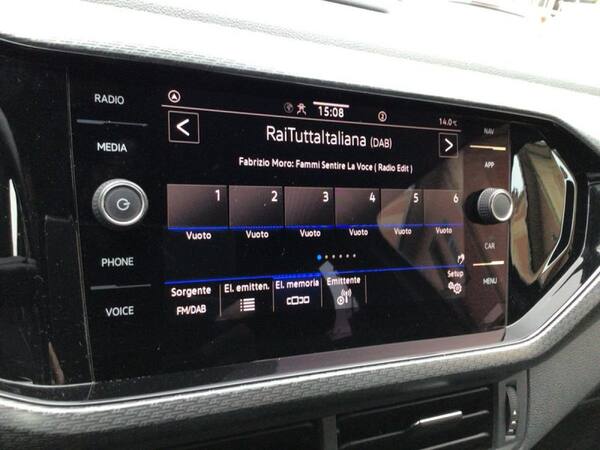 RADIO
MEDIA
PHONE
VOICE
15:08
2
14.0°C
RaiTuttaItaliana (DAB)
Fabrizio Moro: Fammi Sentire La Voce ( Radio Edit )
1 2 3 4 5 6
Vuoto Vuoto Vuoto Vuoto Vuoto Vuoto
Sorgente El. emitten. El. memoria Emittente Setup
FM/DAB
NAV
APP
CAR
MENU